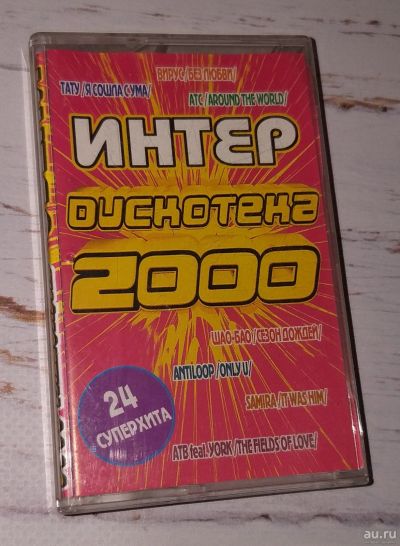 ВИРУС /БЕЗ ЛЮБВИ/
ТАТУ /Я СОШЛА С УМА/
ATC /AROUND THE WORLD/
ИНТЕР
DИСКОТЕКА
2000
ШАО-БАО /СЕЗОН ДОЖДЕЙ/
ANTILOOP /ONLY U/
SAMIRA /IT WAS HIM/
24
СУПЕРХИТА
ATB feat. YORK /THE FIELDS OF LOVE/
au.ru